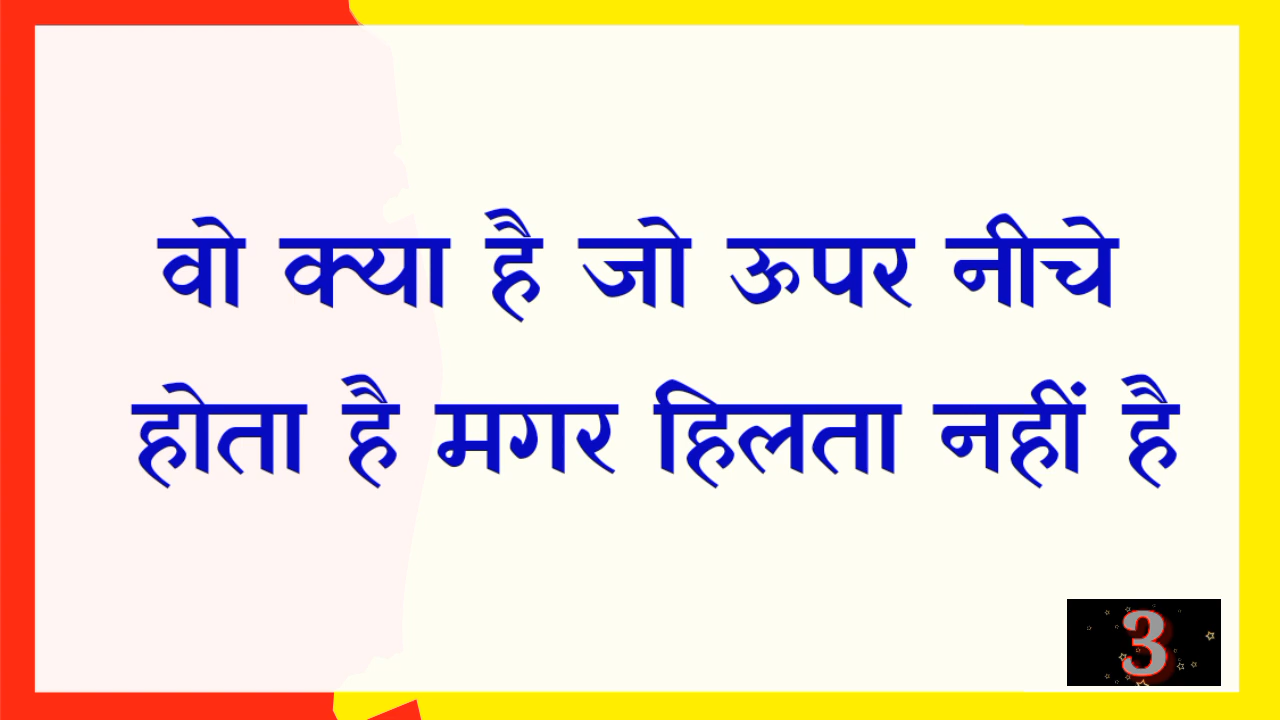 वो क्या है जो ऊपर नीचे
होता है मगर हिलता नहीं है
3